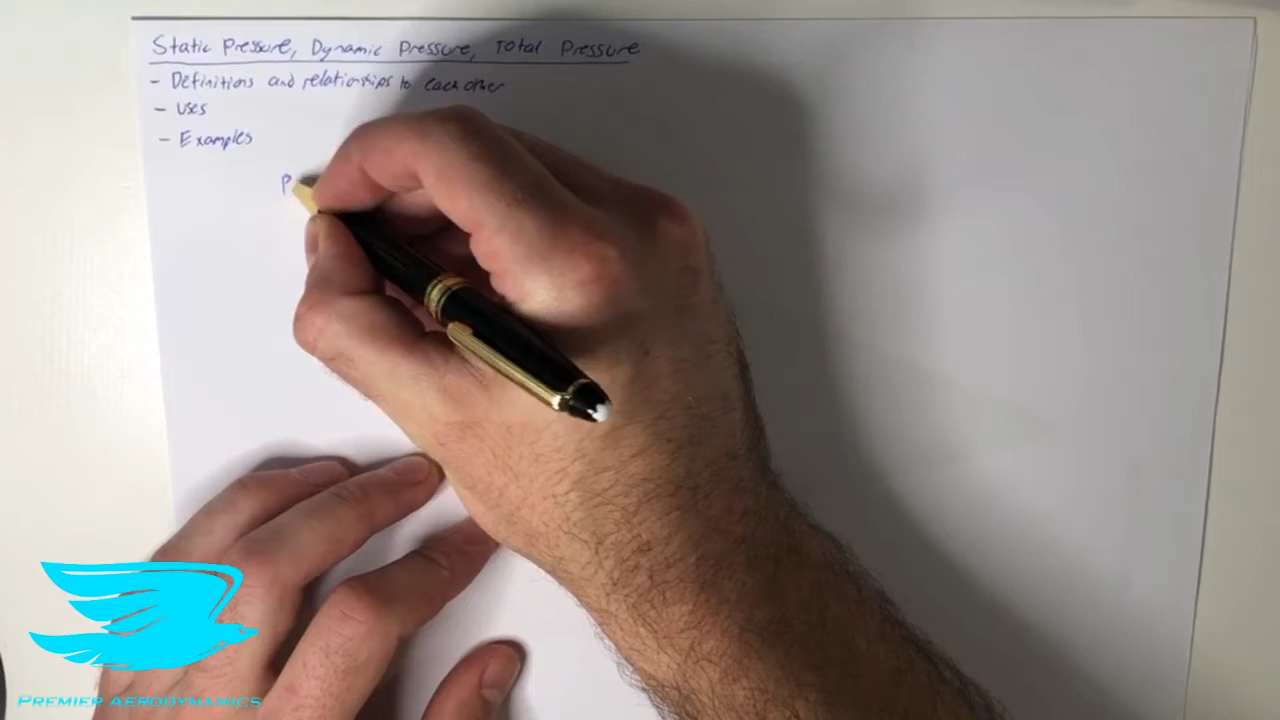 Static Pressure, Dynamic Pressure, Total Pressure
- Definitions and relationships to each other
- Uses
- Examples
P
PREMIER AERODYNAMICS